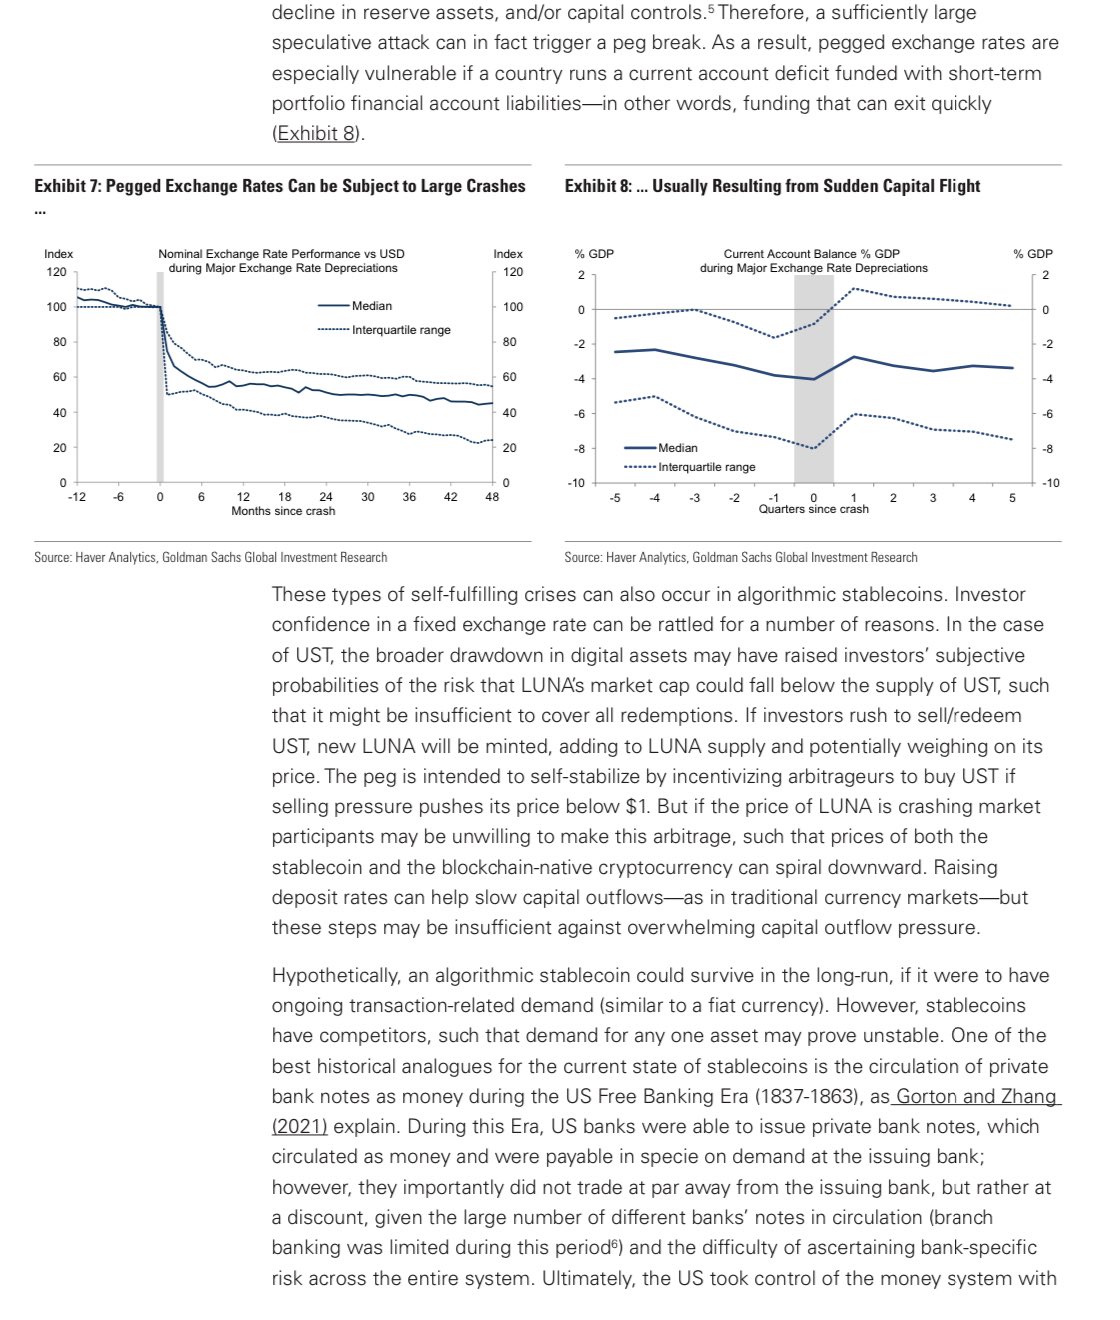 decline in reserve assets, and/or capital controls.⁵ Therefore, a sufficiently large
speculative attack can in fact trigger a peg break. As a result, pegged exchange rates are
especially vulnerable if a country runs a current account deficit funded with short-term
portfolio financial account liabilities—in other words, funding that can exit quickly
(Exhibit 8).
Exhibit 7: Pegged Exchange Rates Can be Subject to Large Crashes
...
Index
Nominal Exchange Rate Performance vs USD
during Major Exchange Rate Depreciations
Index
120
100
80
60
40
20
0
120
100
80
60
40
20
0
Median
Interquartile range
-12 -6 0 6 12 18 24 30 36 42 48
Months since crash
Source: Haver Analytics, Goldman Sachs Global Investment Research
Exhibit 8: ... Usually Resulting from Sudden Capital Flight
% GDP
Current Account Balance % GDP
during Major Exchange Rate Depreciations
% GDP
2
0
-2
-4
-6
-8
-10
2
0
-2
-4
-6
-8
-10
Median
Interquartile range
-5 -4 -3 -2 -1 0 1 2 3 4 5
Quarters since crash
Source: Haver Analytics, Goldman Sachs Global Investment Research
These types of self-fulfilling crises can also occur in algorithmic stablecoins. Investor
confidence in a fixed exchange rate can be rattled for a number of reasons. In the case
of UST, the broader drawdown in digital assets may have raised investors’ subjective
probabilities of the risk that LUNA’s market cap could fall below the supply of UST, such
that it might be insufficient to cover all redemptions. If investors rush to sell/redeem
UST, new LUNA will be minted, adding to LUNA supply and potentially weighing on its
price. The peg is intended to self-stabilize by incentivizing arbitrageurs to buy UST if
selling pressure pushes its price below $1. But if the price of LUNA is crashing market
participants may be unwilling to make this arbitrage, such that prices of both the
stablecoin and the blockchain-native cryptocurrency can spiral downward. Raising
deposit rates can help slow capital outflows—as in traditional currency markets—but
these steps may be insufficient against overwhelming capital outflow pressure.
Hypothetically, an algorithmic stablecoin could survive in the long-run, if it were to have
ongoing transaction-related demand (similar to a fiat currency). However, stablecoins
have competitors, such that demand for any one asset may prove unstable. One of the
best historical analogues for the current state of stablecoins is the circulation of private
bank notes as money during the US Free Banking Era (1837-1863), as Gorton and Zhang
(2021) explain. During this Era, US banks were able to issue private bank notes, which
circulated as money and were payable in specie on demand at the issuing bank;
however, they importantly did not trade at par away from the issuing bank, but rather at
a discount, given the large number of different banks’ notes in circulation (branch
banking was limited during this period⁶) and the difficulty of ascertaining bank-specific
risk across the entire system. Ultimately, the US took control of the money system with